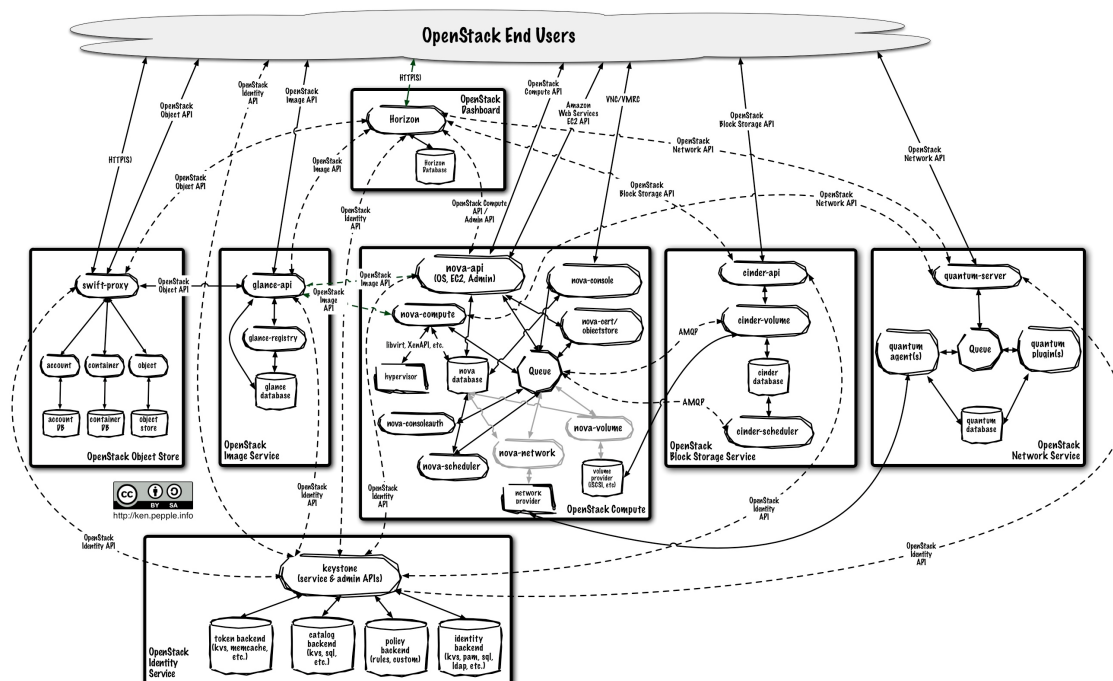 OpenStack End Users
HTTP(S)
OpenStack
Object API
OpenStack
Identity
API
OpenStack
Image API
HTTP(S)
OpenStack
Compute API
Amazon
Web Services
EC2 API
VNC/VMRC
OpenStack
Block Storage API
OpenStack
Network API
OpenStack
Dashboard
Horizon
Horizon
Database
OpenStack
Object API
OpenStack
Image API
OpenStack
Identity
API
OpenStack Compute
API /
Admin API
OpenStack
Block Storage API
OpenStack
Network API
OpenStack
Network API
swift-proxy
OpenStack
Object API
account
container
object
account
DB
container
DB
object
store
OpenStack Object Store
glance-api
glance-registry
glance
database
OpenStack
Image Service
OpenStack
Image API
OpenStack
Image API
nova-api
(OS, EC2, Admin)
nova-console
nova-compute
nova-cert/
objectstore
libvirt, XenAPI, etc.
hypervisor
nova
database
Queue
nova-consoleauth
nova-volume
nova-network
nova-scheduler
volume
provider
(iSCSI, etc)
network
provider
OpenStack Compute
AMQP
AMQP
cinder-api
cinder-volume
cinder
database
cinder-scheduler
OpenStack
Block Storage Service
quantum-server
quantum
agent(s)
Queue
quantum
plugin(s)
quantum
database
OpenStack
Network Service
cc
BY SA
http://ken.pepple.info
OpenStack
Identity API
OpenStack
Identity
API
OpenStack
Identity
API
OpenStack
Identity
API
OpenStack
Identity
API
keystone
(service & admin APIs)
token backend
(kvs, memcache,
etc.)
catalog
backend
(kvs, sql,
etc.)
policy
backend
(rules, custom)
identity
backend
(kvs, pam, sql,
ldap, etc.)
OpenStack
Identity
Service